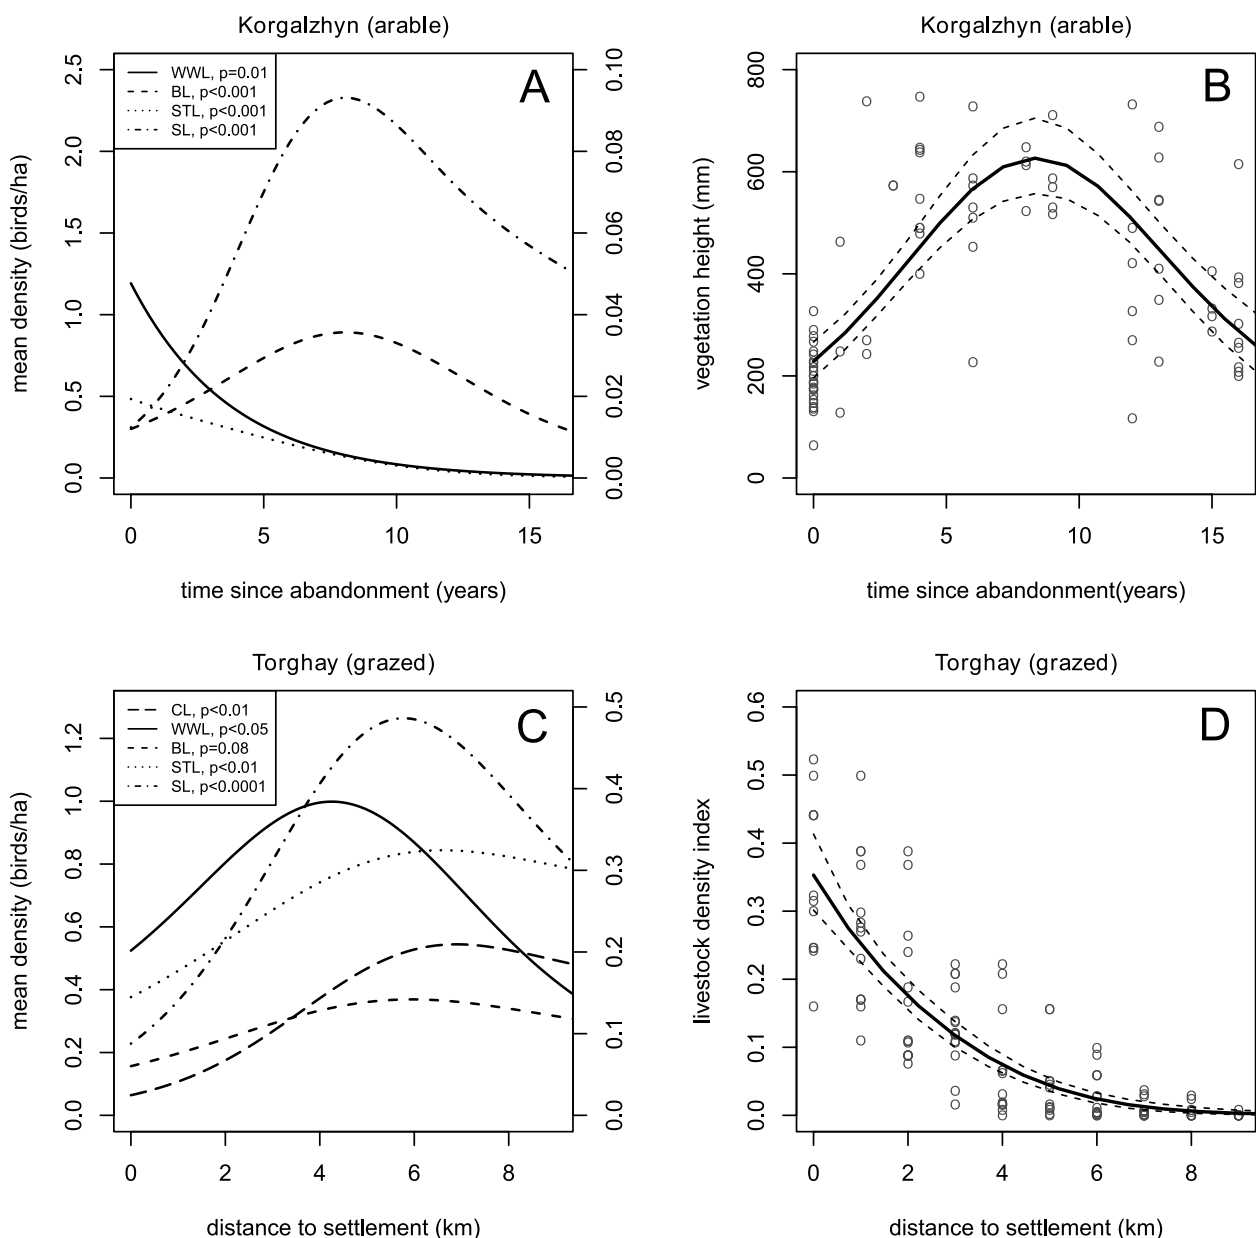 Korgalzhyn (arable)
A
WWL, p=0.01
BL, p<0.001
STL, p<0.001
SL, p<0.001
mean density (birds/ha)
0.0 0.5 1.0 1.5 2.0 2.5
0.00 0.02 0.04 0.06 0.08 0.10
0 5 10 15
time since abandonment (years)
Korgalzhyn (arable)
B
vegetation height (mm)
0 200 400 600 800
0 5 10 15
time since abandonment(years)
Torghay (grazed)
C
CL, p<0.01
WWL, p<0.05
BL, p=0.08
STL, p<0.01
SL, p<0.0001
mean density (birds/ha)
0.0 0.2 0.4 0.6 0.8 1.0 1.2
0.0 0.1 0.2 0.3 0.4 0.5
0 2 4 6 8
distance to settlement (km)
Torghay (grazed)
D
livestock density index
0.0 0.1 0.2 0.3 0.4 0.5 0.6
0 2 4 6 8
distance to settlement (km)